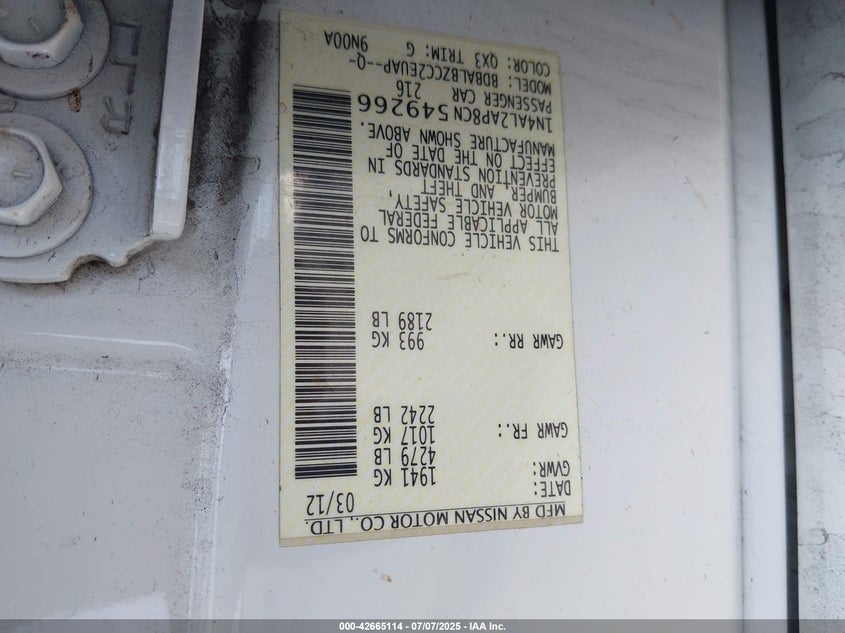 MFD BY NISSAN MOTOR CO., LTD.
DATE: 03/12
GVWR: 1941 KG
4279 LB
GAWR FR.: 1017 KG
2242 LB
GAWR RR.: 993 KG
2189 LB
THIS VEHICLE CONFORMS TO
ALL APPLICABLE FEDERAL
MOTOR VEHICLE SAFETY,
BUMPER AND THEFT
PREVENTION STANDARDS IN
EFFECT ON THE DATE OF
MANUFACTURE SHOWN ABOVE.
1N4AL2AP8CN549266
PASSENGER CAR 216
MODEL: BDBALBZCC2EUAP--Q-
COLOR: QX3 TRIM: G 9N00A
000-42665114 - 07/07/2025 - IAA Inc.